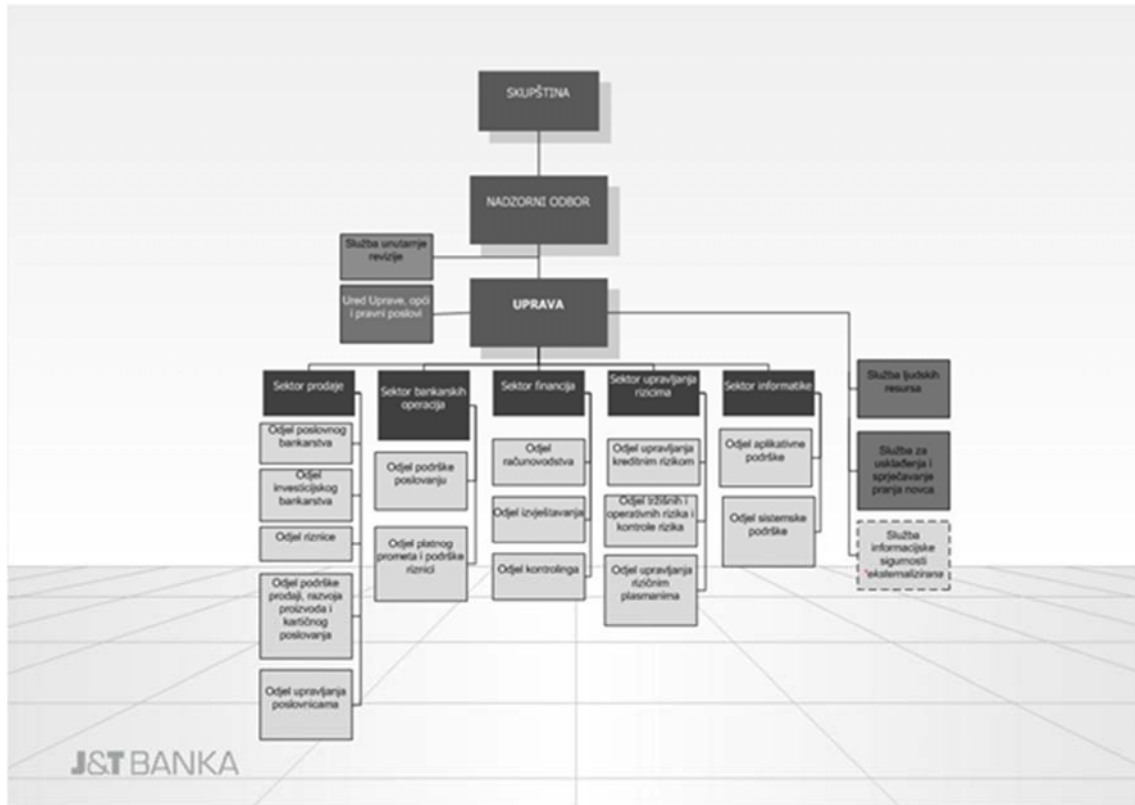 SKUPŠTINA
NADZORNI ODBOR
Služba unutarnje
revizije
Ured Uprave, opći
i pravni poslovi
UPRAVA
Sektor prodaje
Odjel poslovnog
bankarstva
Odjel
investicijskog
bankarstva
Odjel riznice
Odjel podrške
prodaji, razvoja
proizvoda i
kartičnog
poslovanja
Odjel upravljanja
poslovnicama
Sektor bankarskih
operacija
Odjel podrške
poslovanju
Odjel platnog
prometa i podrške
riznici
Sektor financija
Odjel
računovodstva
Odjel izvještavanja
Odjel kontrolinga
Sektor upravljanja
rizicima
Odjel upravljanja
kreditnim rizikom
Odjel tržišnih i
operativnih rizika i
kontrole rizika
Odjel upravljanja
rizičnim
plasmanima
Sektor informatike
Odjel aplikativne
podrške
Odjel sistemske
podrške
Služba ljudskih
resursa
Služba za
usklađenja i
sprječavanje
pranja novca
Služba
informacijske
sigurnosti
*eksternalizirana
J&T BANKA